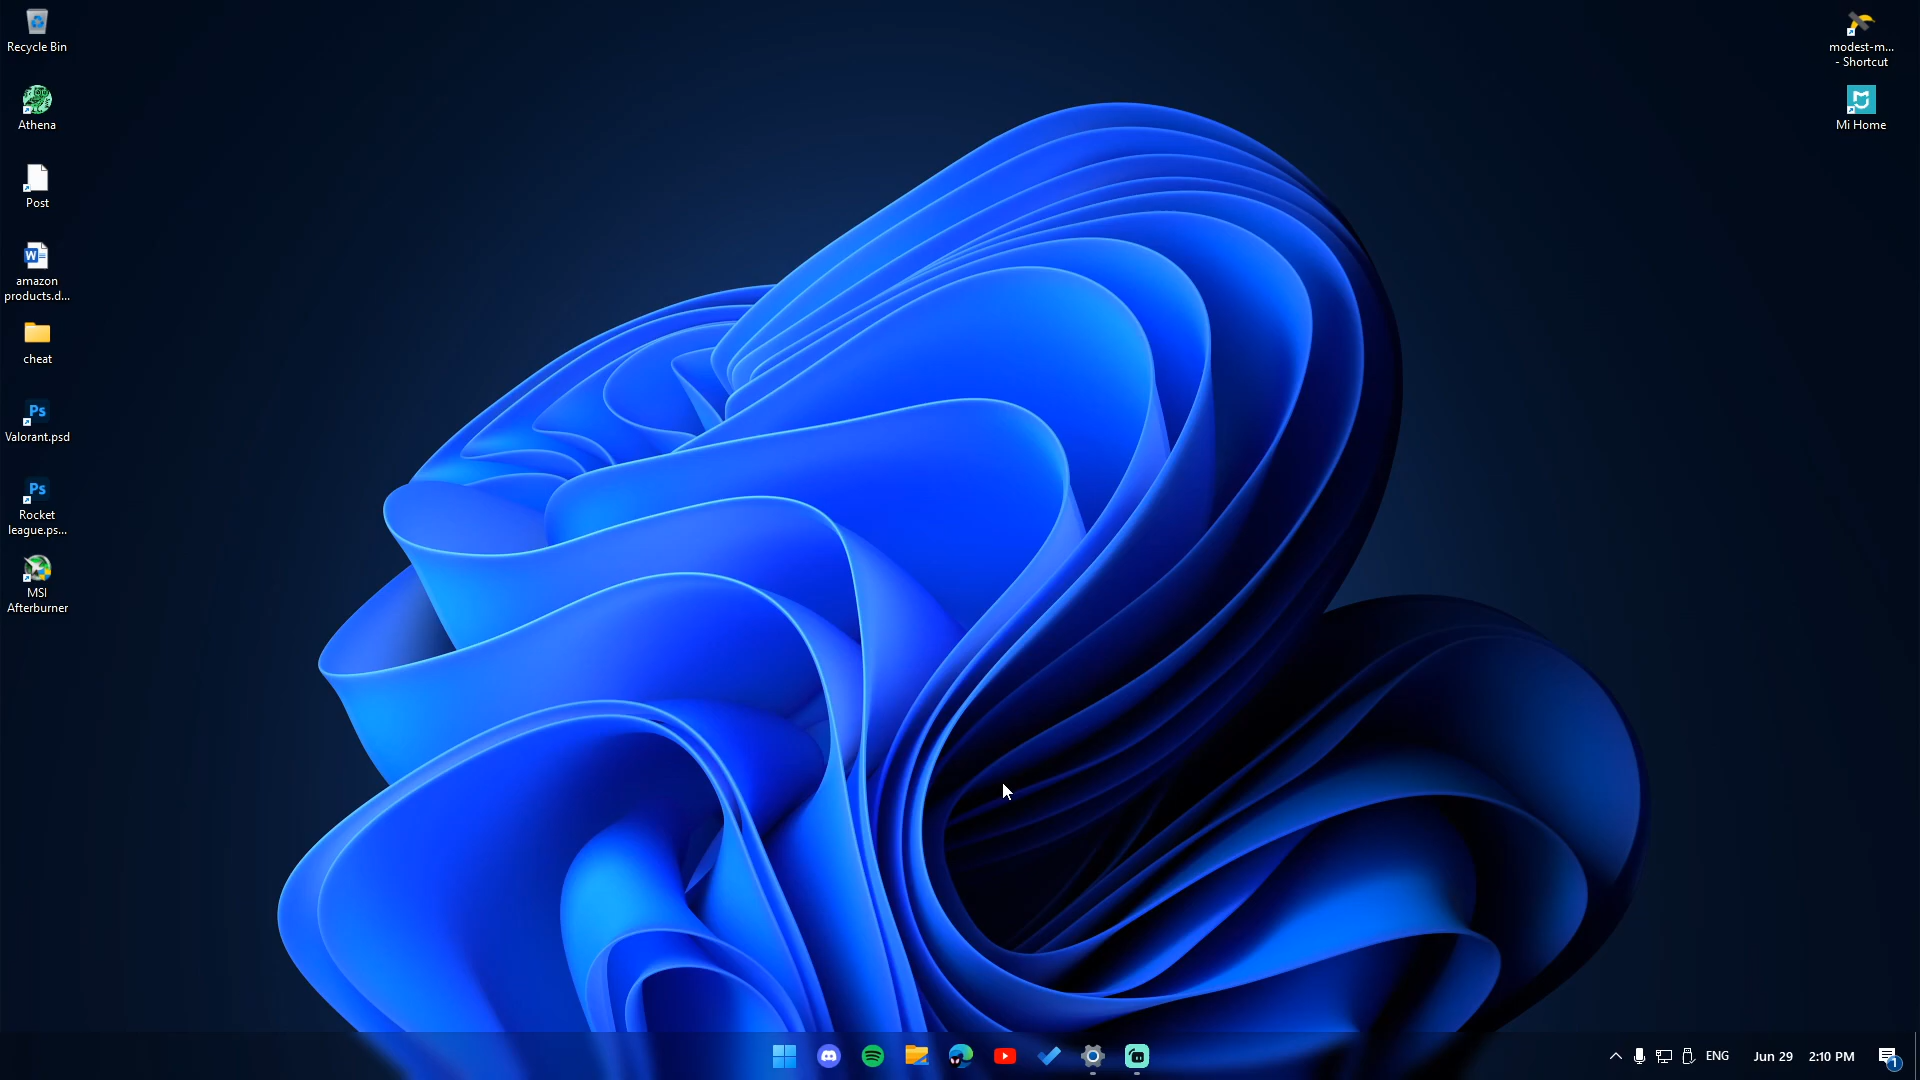 Recycle Bin
Athena
Post
amazon
products.d...
cheat
Valorant.psd
Rocket
league.ps...
MSI
Afterburner
modest-m...
- Shortcut
Mi Home
ENG
Jun 29
2:10 PM
1